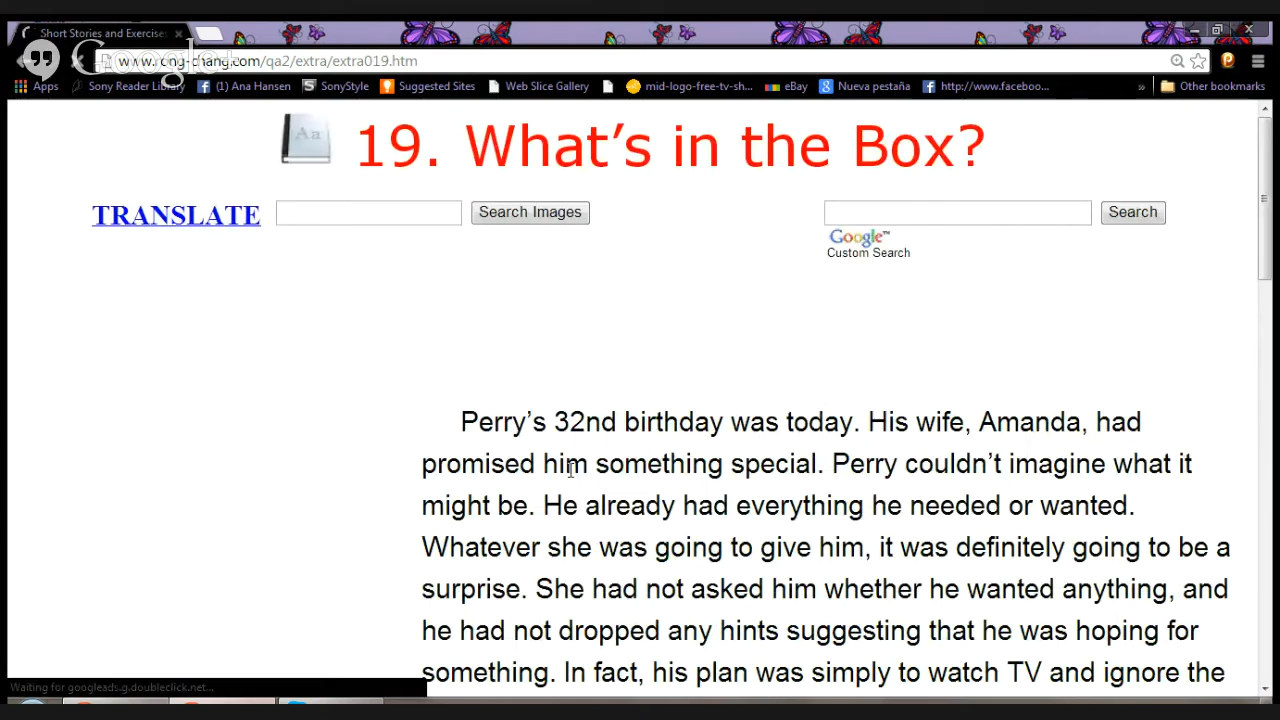 Short Stories and Exercises
Google+
www.rong-chang.com/qa2/extra/extra019.htm
Apps Sony Reader Library (1) Ana Hansen SonyStyle Suggested Sites Web Slice Gallery mid-logo-free-tv-sh... eBay Nueva pestaña http://www.faceboo... » Other bookmarks
19. What's in the Box?
TRANSLATE Search Images Search
Google™
Custom Search
Perry's 32nd birthday was today. His wife, Amanda, had
promised him something special. Perry couldn't imagine what it
might be. He already had everything he needed or wanted.
Whatever she was going to give him, it was definitely going to be a
surprise. She had not asked him whether he wanted anything, and
he had not dropped any hints suggesting that he was hoping for
something. In fact, his plan was simply to watch TV and ignore the
Waiting for googleads.g.doubleclick.net...